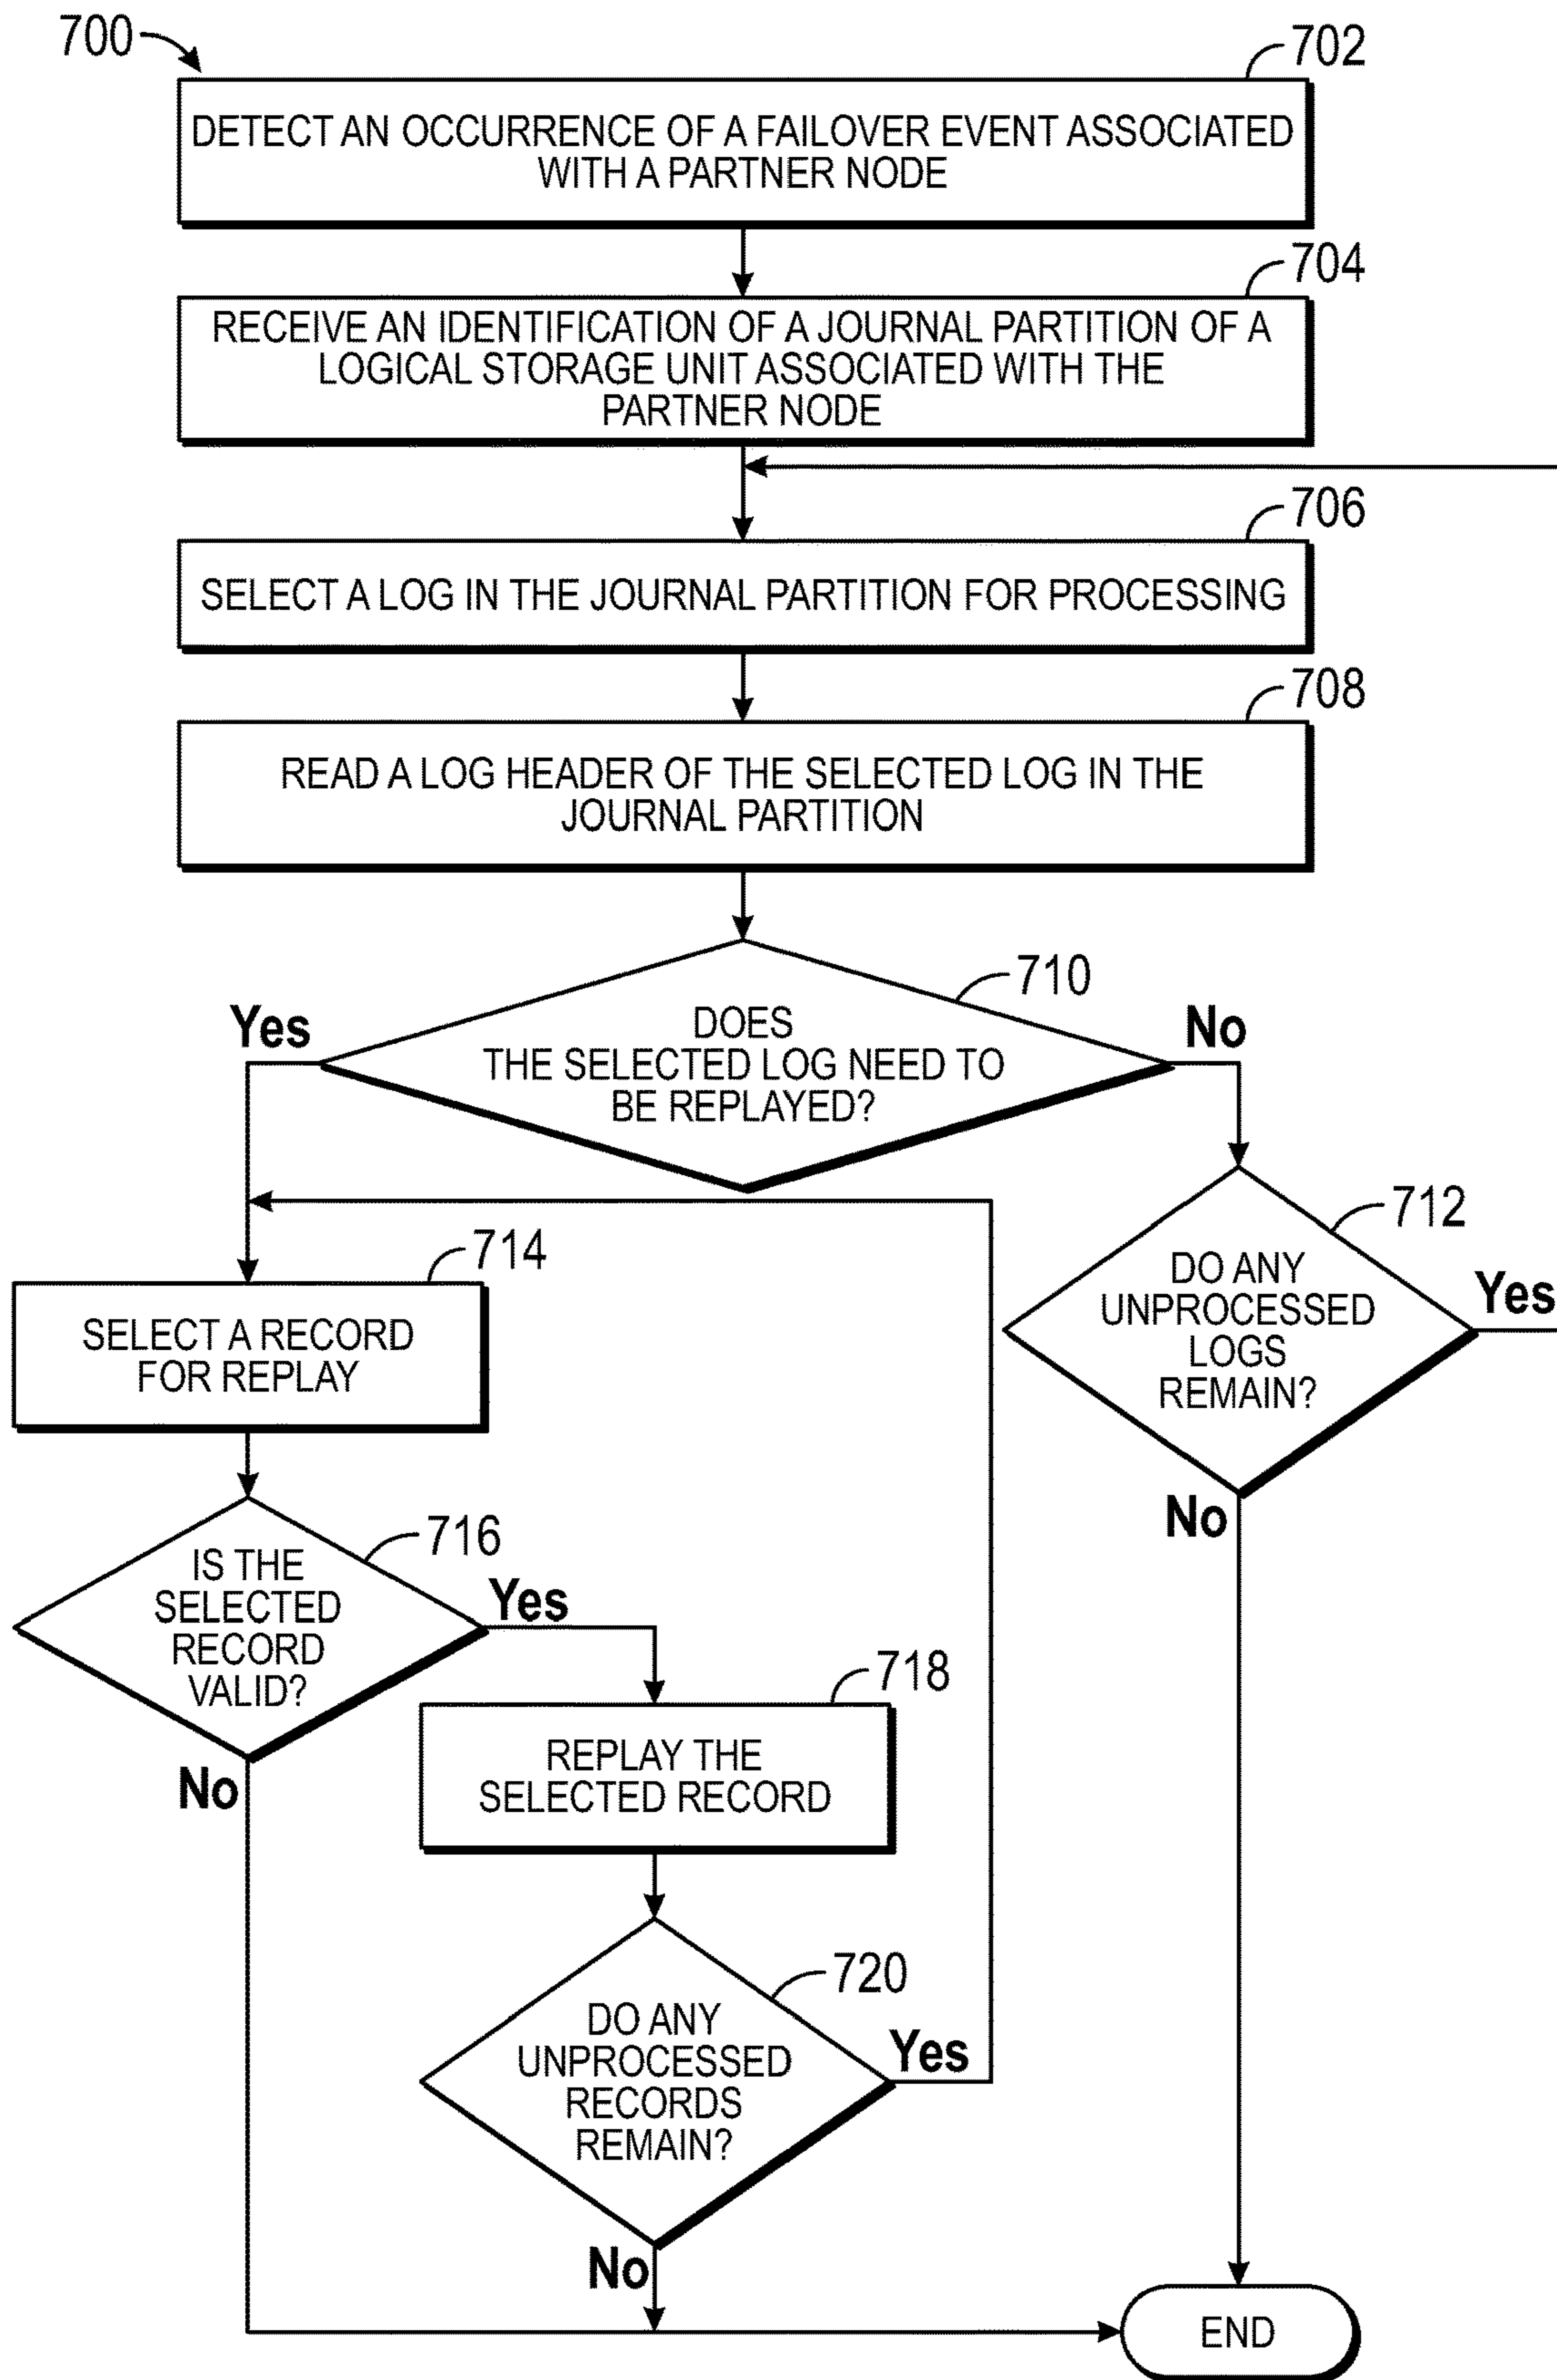 700
702
DETECT AN OCCURRENCE OF A FAILOVER EVENT ASSOCIATED
WITH A PARTNER NODE
704
RECEIVE AN IDENTIFICATION OF A JOURNAL PARTITION OF A
LOGICAL STORAGE UNIT ASSOCIATED WITH THE
PARTNER NODE
706
SELECT A LOG IN THE JOURNAL PARTITION FOR PROCESSING
708
READ A LOG HEADER OF THE SELECTED LOG IN THE
JOURNAL PARTITION
710
Yes
No
DOES
THE SELECTED LOG NEED TO
BE REPLAYED?
712
DO ANY
UNPROCESSED
LOGS
REMAIN?
Yes
No
714
SELECT A RECORD
FOR REPLAY
716
IS THE
SELECTED
RECORD
VALID?
Yes
No
718
REPLAY THE
SELECTED RECORD
720
DO ANY
UNPROCESSED
RECORDS
REMAIN?
Yes
No
END